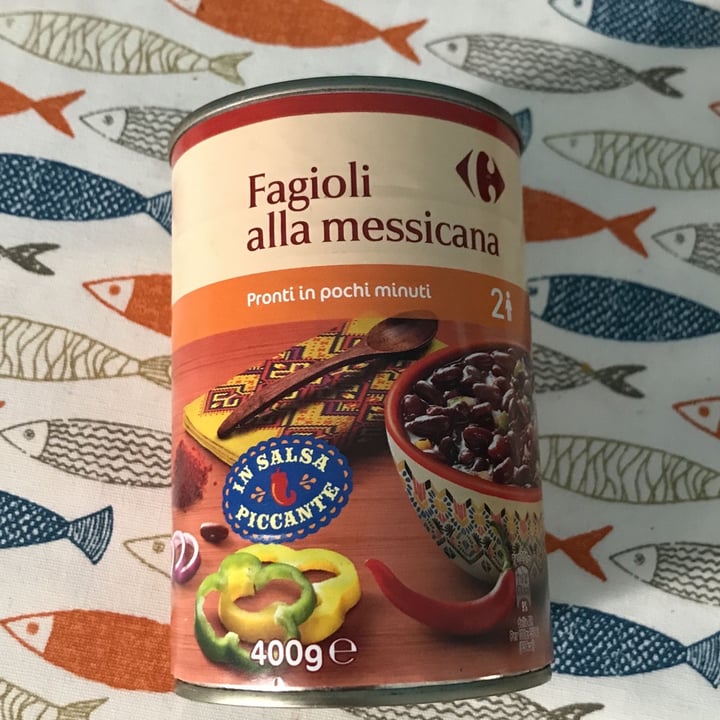 Fagioli
alla messicana
Pronti in pochi minuti
2
IN SALSA
PICCANTE
400g e